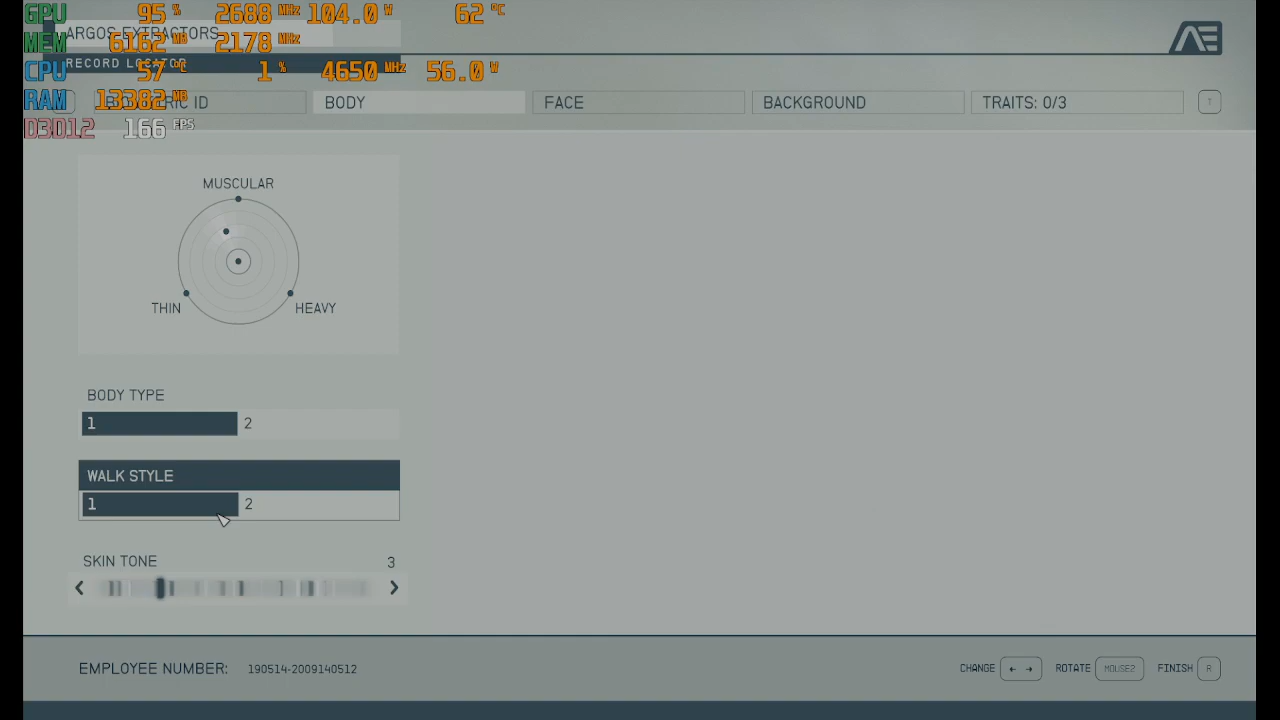 GPU 95 % 2688 MHz 104.0 W 62 °C
ARGOS EXTRACTORS
MEM 6162 MB 2178 MHz
RECORD LOCATOR
CPU 57 °C 1 % 4650 MHz 56.0 W
RAM 13382 MB
RIC ID
BODY
FACE
BACKGROUND
TRAITS: 0/3
T
D3D12 166 FPS
MUSCULAR
THIN
HEAVY
BODY TYPE
1 2
WALK STYLE
1 2
SKIN TONE 3
EMPLOYEE NUMBER: 190514-2009140512
CHANGE ← → ROTATE MOUSE2 FINISH R